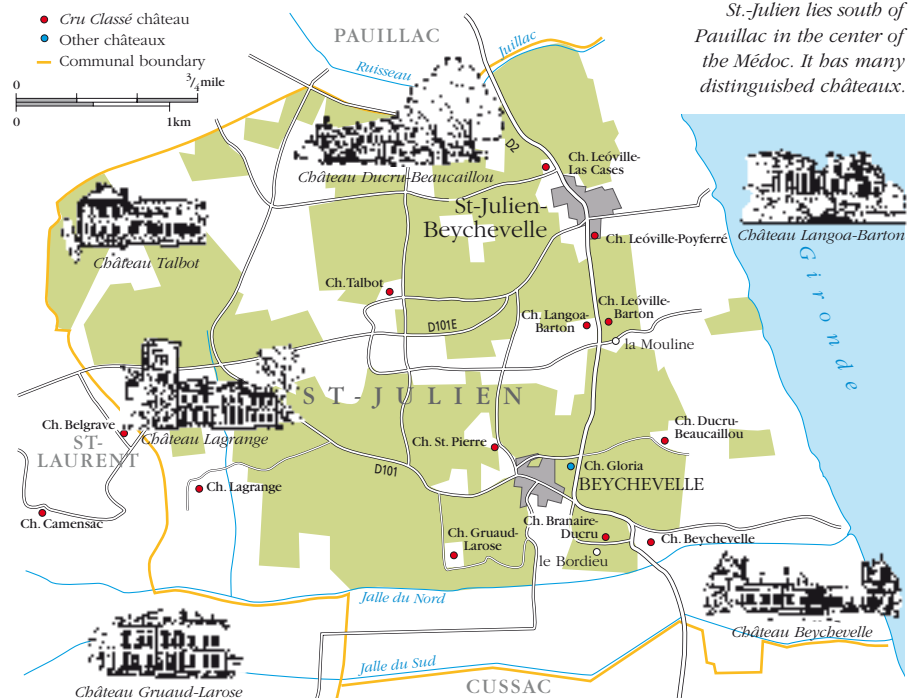 Cru Classé château
Other châteaux
Communal boundary
0
3/4 mile
0
1km
St.-Julien lies south of
Pauillac in the center of
the Médoc. It has many
distinguished châteaux.
PAUILLAC
Ruisseau
Juillac
D2
Château Ducru-Beaucaillou
Ch. Leóville-
Las Cases
St-Julien-
Beychevelle
Château Langoa-Barton
Ch. Leóville-Poyferré
Château Talbot
Gironde
Ch. Talbot
Ch. Leóville-
Barton
Ch. Langoa-
Barton
D101E
la Mouline
ST-JULIEN
Ch. Belgrave
Château Lagrange
ST-
LAURENT
Ch. Ducru-
Beaucaillou
Ch. St. Pierre
D101
Ch. Gloria
BEYCHEVELLE
Ch. Lagrange
Ch. Camensac
Ch. Gruaud-
Larose
Ch. Branaire-
Ducru
Ch. Beychevelle
le Bordieu
Jalle du Nord
Château Beychevelle
Jalle du Sud
CUSSAC
Château Gruaud-Larose